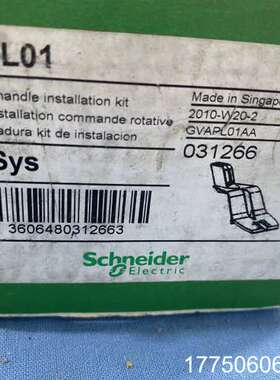 L01
handle installation kit
nstallation commande rotative
adura kit de instalacion
Made in Singap
2010-W20-2
GVAPL01AA
031266
Sys
3606480312663
Schneider
Electric
17750606